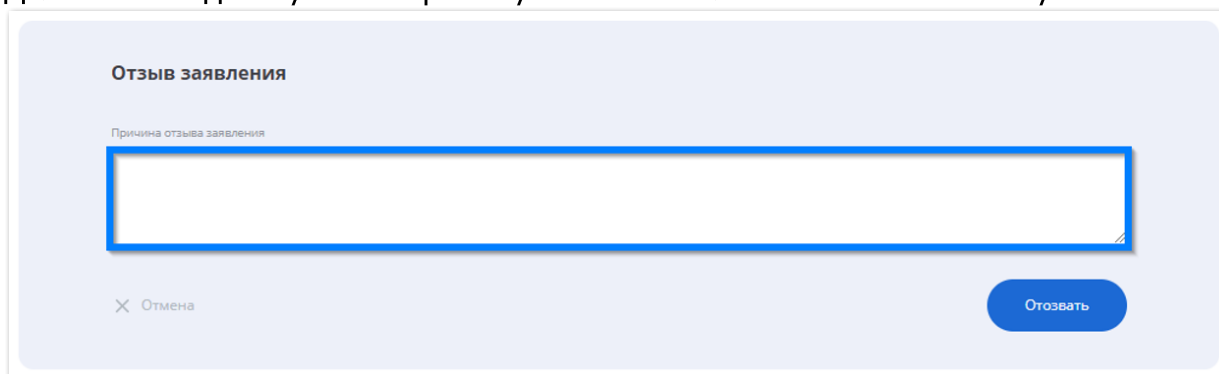 Отзыв заявления
Причина отзыва заявления
Отмена
Отозвать